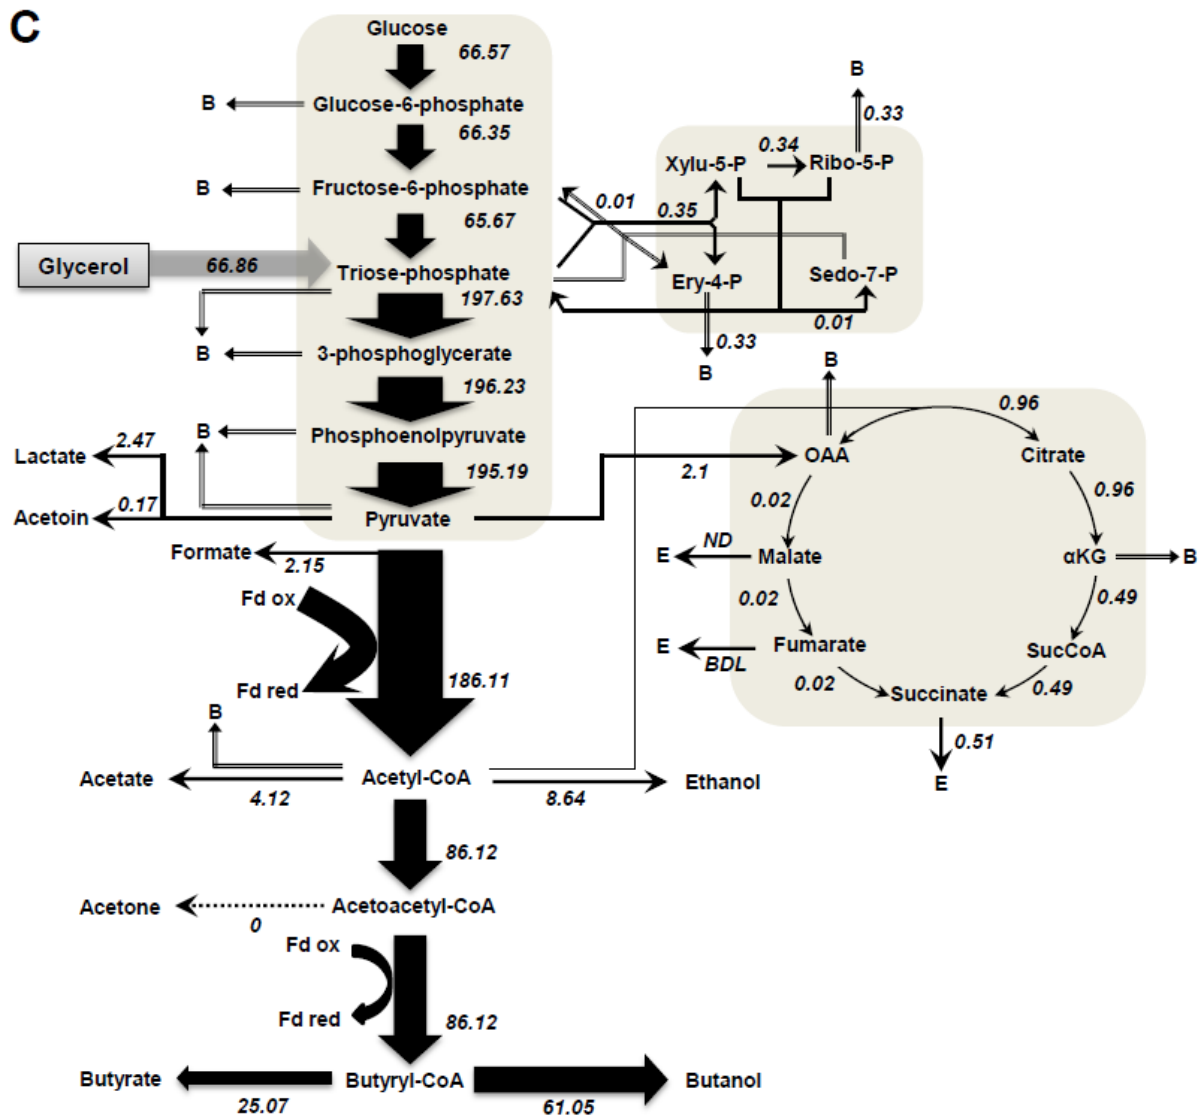 C
Glucose
66.57
B
Glucose-6-phosphate
66.35
B
Fructose-6-phosphate
65.67
Glycerol
66.86
Triose-phosphate
197.63
B
3-phosphoglycerate
196.23
B
Phosphoenolpyruvate
195.19
Lactate
2.47
Acetoin
0.17
Pyruvate
2.1
B
0.33
Xylu-5-P
0.34
Ribo-5-P
0.01
0.35
Ery-4-P
Sedo-7-P
0.33
0.01
B
B
0.96
OAA
Citrate
0.02
0.96
E
ND
Malate
αKG
B
0.02
0.49
E
BDL
Fumarate
SucCoA
0.02
0.49
Succinate
0.51
E
Formate
2.15
Fd ox
Fd red
186.11
B
Acetate
4.12
Acetyl-CoA
8.64
Ethanol
86.12
Acetone
0
Acetoacetyl-CoA
Fd ox
Fd red
86.12
Butyrate
25.07
Butyryl-CoA
61.05
Butanol